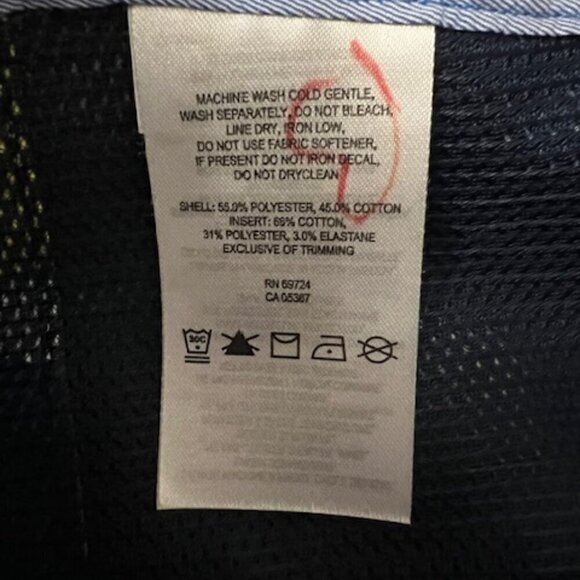 MACHINE WASH COLD GENTLE,
WASH SEPARATELY, DO NOT BLEACH,
LINE DRY, IRON LOW,
DO NOT USE FABRIC SOFTENER,
IF PRESENT DO NOT IRON DECAL,
DO NOT DRYCLEAN
SHELL: 55.0% POLYESTER, 45.0% COTTON
INSERT: 66% COTTON,
31% POLYESTER, 3.0% ELASTANE
EXCLUSIVE OF TRIMMING
RN 69724
CA 05367
30C